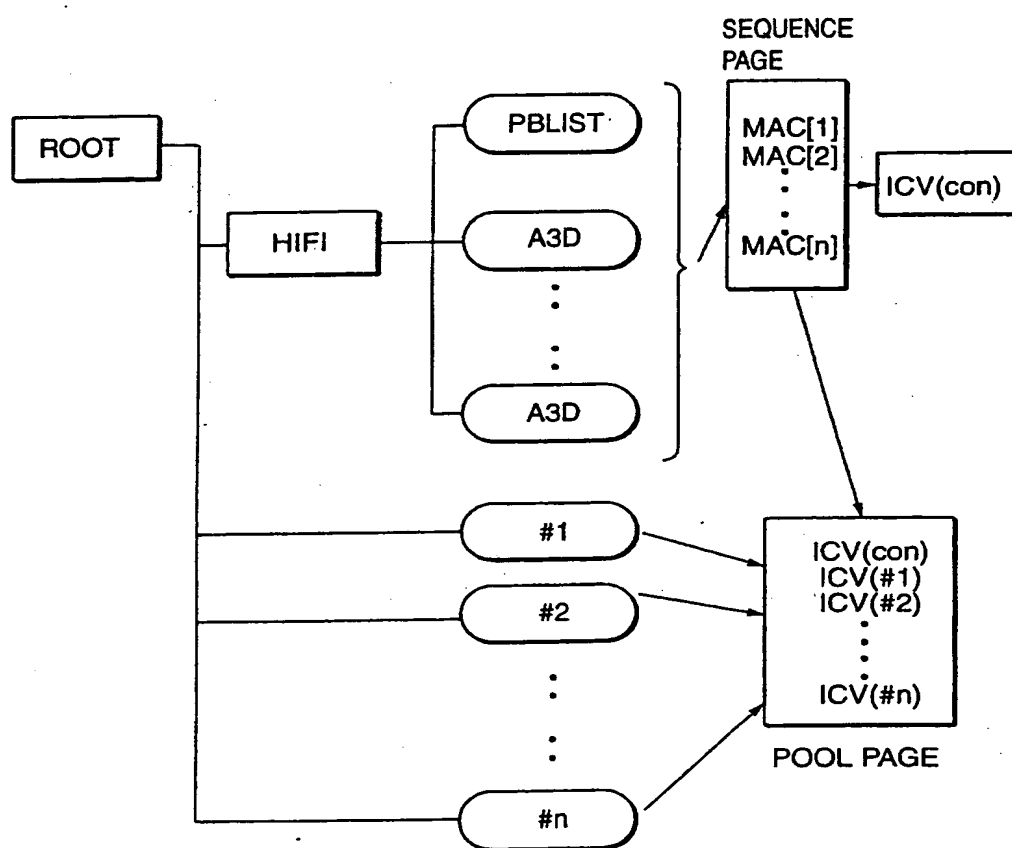 SEQUENCE
PAGE
ROOT
PBLIST
MAC[1]
MAC[2]
MAC[n]
ICV(con)
HIFI
A3D
A3D
#1
#2
#n
ICV(con)
ICV(#1)
ICV(#2)
ICV(#n)
POOL PAGE